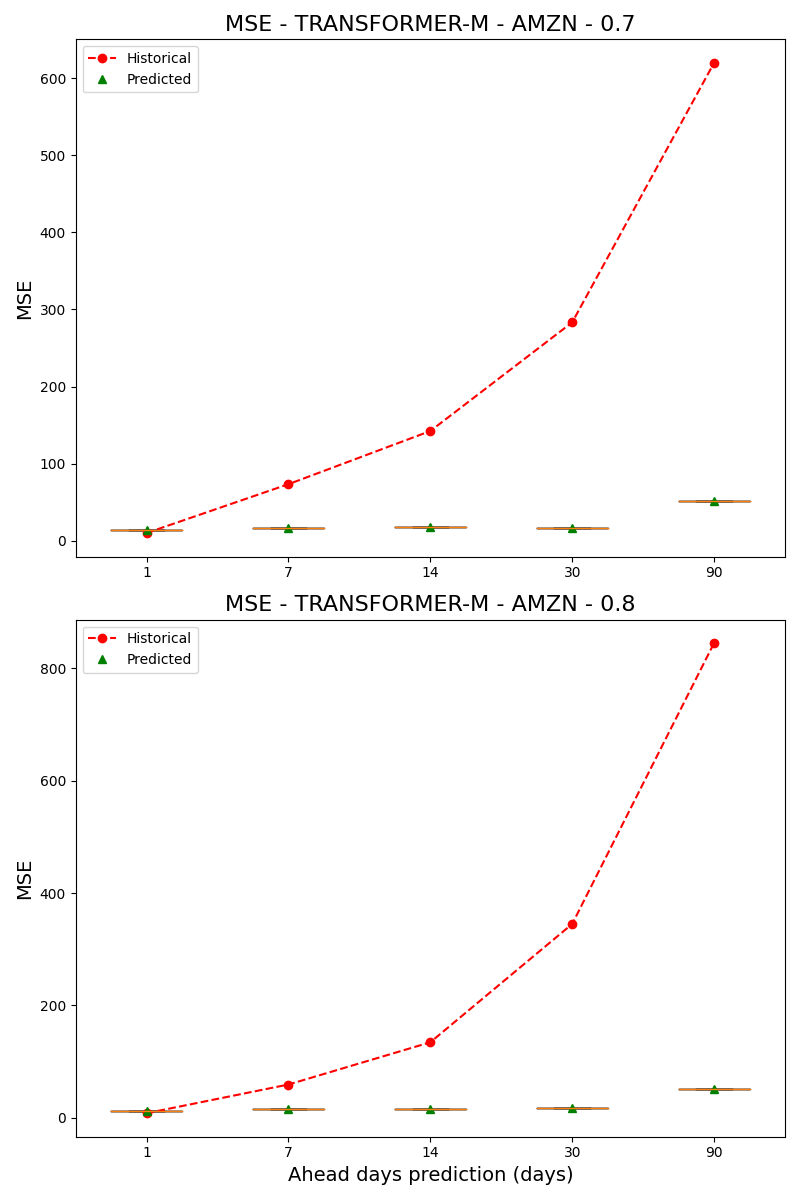 MSE - TRANSFORMER-M - AMZN - 0.7
Historical
Predicted
MSE
600
500
400
300
200
100
0
1 7 14 30 90
MSE - TRANSFORMER-M - AMZN - 0.8
Historical
Predicted
MSE
800
600
400
200
0
1 7 14 30 90
Ahead days prediction (days)